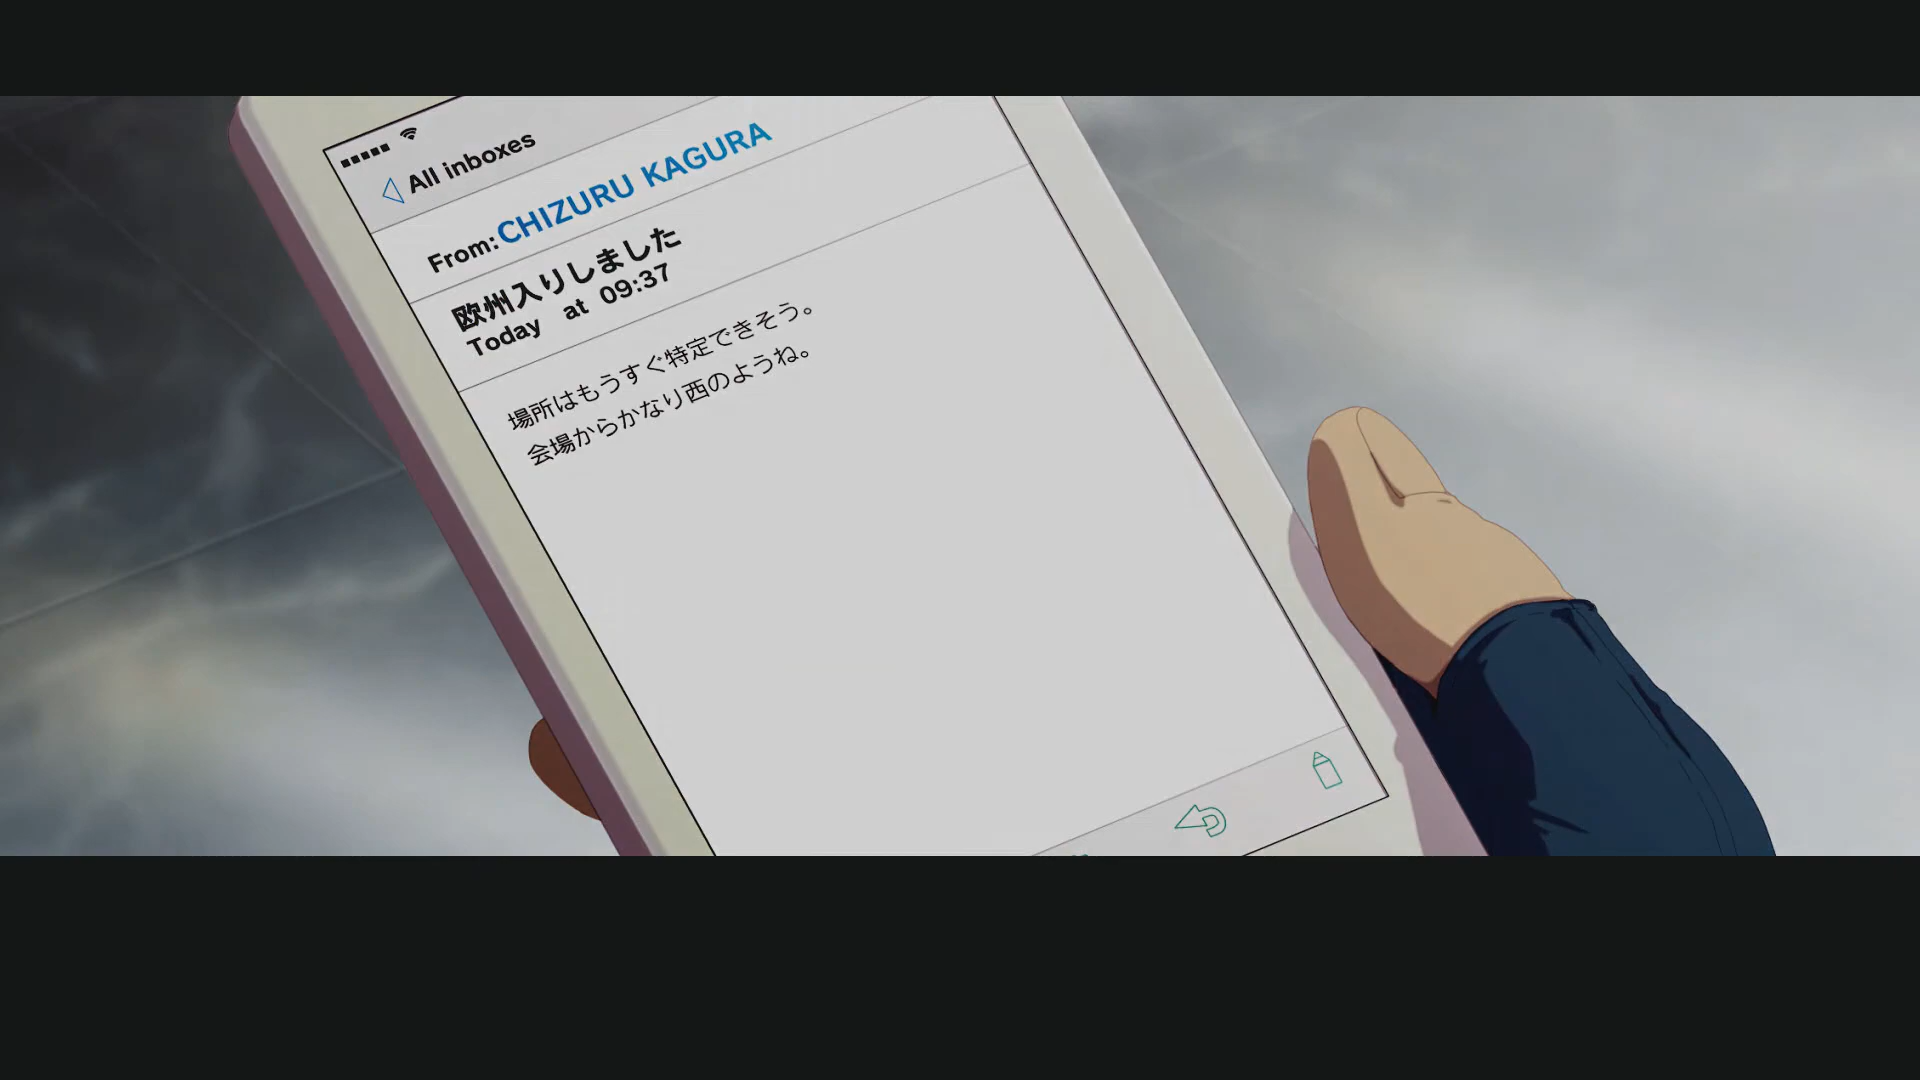 All inboxes
From:CHIZURU KAGURA
欧州入りしました
Today at 09:37
場所はもうすぐ特定できそう。
会場からかなり西のようね。